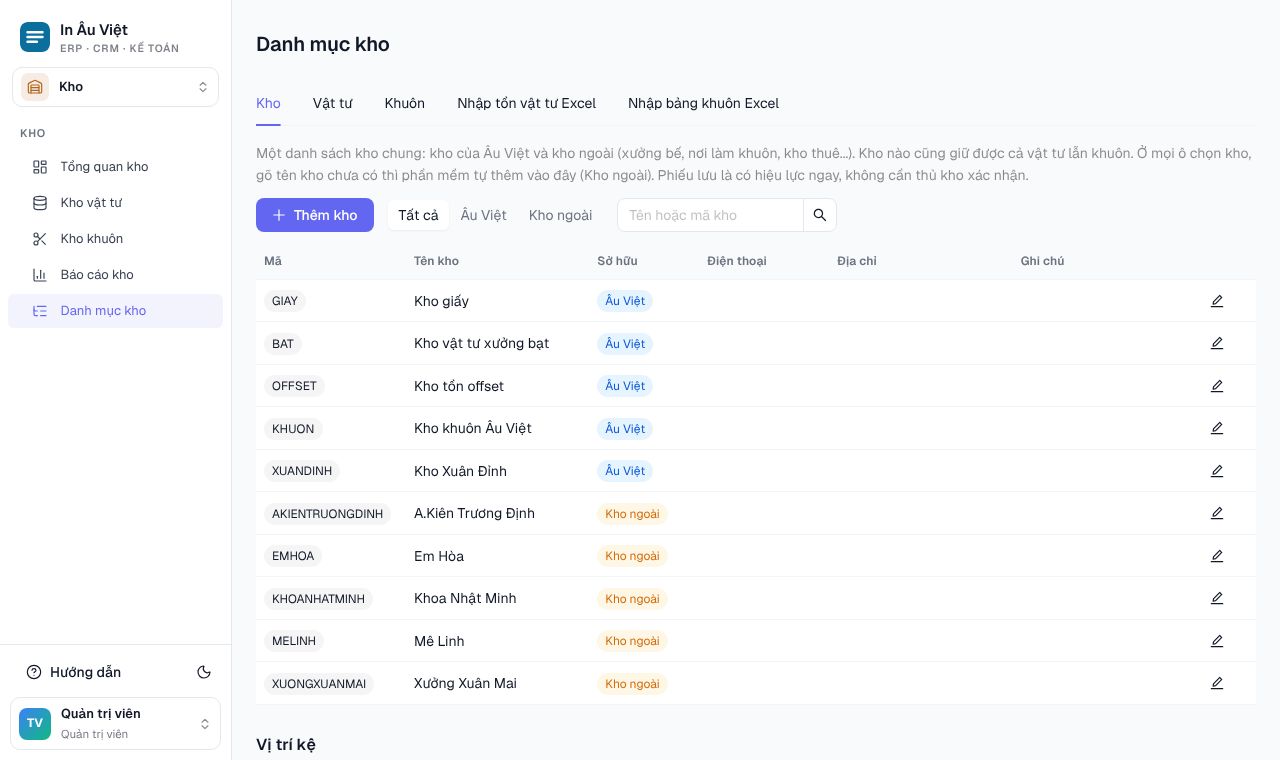 In Âu Việt
ERP · CRM · KẾ TOÁN
Kho
KHO
Tổng quan kho
Kho vật tư
Kho khuôn
Báo cáo kho
Danh mục kho
Hướng dẫn
TV
Quản trị viên
Quản trị viên
Danh mục kho
Kho Vật tư Khuôn Nhập tồn vật tư Excel Nhập bảng khuôn Excel
Một danh sách kho chung: kho của Âu Việt và kho ngoài (xưởng bế, nơi làm khuôn, kho thuê...). Kho nào cũng giữ được cả vật tư lẫn khuôn. Ở mọi ô chọn kho,
gõ tên kho chưa có thì phần mềm tự thêm vào đây (Kho ngoài). Phiếu lưu là có hiệu lực ngay, không cần thủ kho xác nhận.
Thêm kho Tất cả Âu Việt Kho ngoài Tên hoặc mã kho
Mã Tên kho Sở hữu Điện thoại Địa chỉ Ghi chú
GIAY Kho giấy Âu Việt
BAT Kho vật tư xưởng bạt Âu Việt
OFFSET Kho tồn offset Âu Việt
KHUON Kho khuôn Âu Việt Âu Việt
XUANDINH Kho Xuân Đỉnh Âu Việt
AKIENTRUONGDINH A.Kiên Trương Định Kho ngoài
EMHOA Em Hòa Kho ngoài
KHOANHATMINH Khoa Nhật Minh Kho ngoài
MELINH Mê Linh Kho ngoài
XUONGXUANMAI Xưởng Xuân Mai Kho ngoài
Vị trí kệ